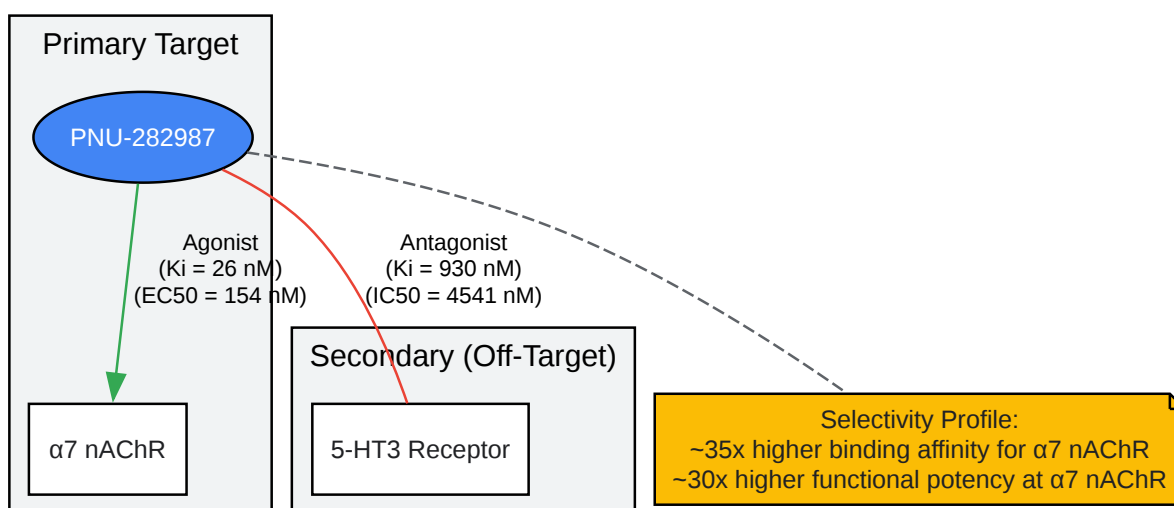 Primary Target
PNU-282987
Agonist
(Ki = 26 nM)
(EC50 = 154 nM)
Antagonist
(Ki = 930 nM)
(IC50 = 4541 nM)
Secondary (Off-Target)
α7 nAChR
5-HT3 Receptor
Selectivity Profile:
~35x higher binding affinity for α7 nAChR
~30x higher functional potency at α7 nAChR